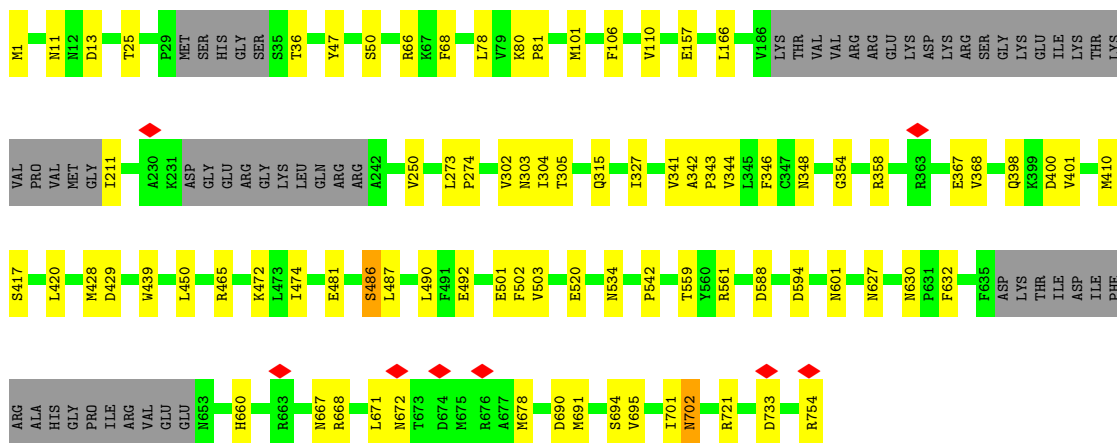 M1 N11 N12 D13 T25 P29 MET SER HIS GLY SER S35 T36 Y47 S50 R66 K67 F68 L78 V79 K80 P81 M101 F106 V110 E157 L166 V186 LYS THR VAL VAL ARG ARG GLU LYS ASP LYS ARG SER GLY LYS GLU ILE LYS THR LYS
VAL PRO VAL MET GLY I211 A230 K231 ASP GLY GLU ARG GLY LYS LEU GLN ARG ARG A242 V250 L273 P274 V302 N303 I304 T305 Q315 I327 V341 A342 P343 V344 L345 F346 C347 N348 G354 R358 R363 E367 V368 Q398 K399 D400 V401 M410
S417 L420 M428 D429 W439 L450 R465 K472 L473 I474 E481 S486 L487 L490 F491 E492 E501 F502 V503 E520 N534 P542 T559 Y560 R561 D588 D594 N601 N627 N630 P631 F632 F635 ASP LYS THR ILE ASP ILE PHE
ARG ALA HIS GLY PRO ILE ARG VAL GLU GLU N653 H660 R663 N667 R668 L671 N672 T673 D674 M675 R676 A677 M678 D690 M691 S694 V695 I701 N702 R721 D733 R754